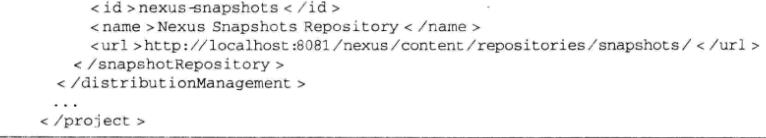 <id>nexus-snapshots</id>
<name>Nexus Snapshots Repository</name>
<url>http://localhost:8081/nexus/content/repositories/snapshots/</url>
</snapshotRepository>
</distributionManagement>
...
</project>